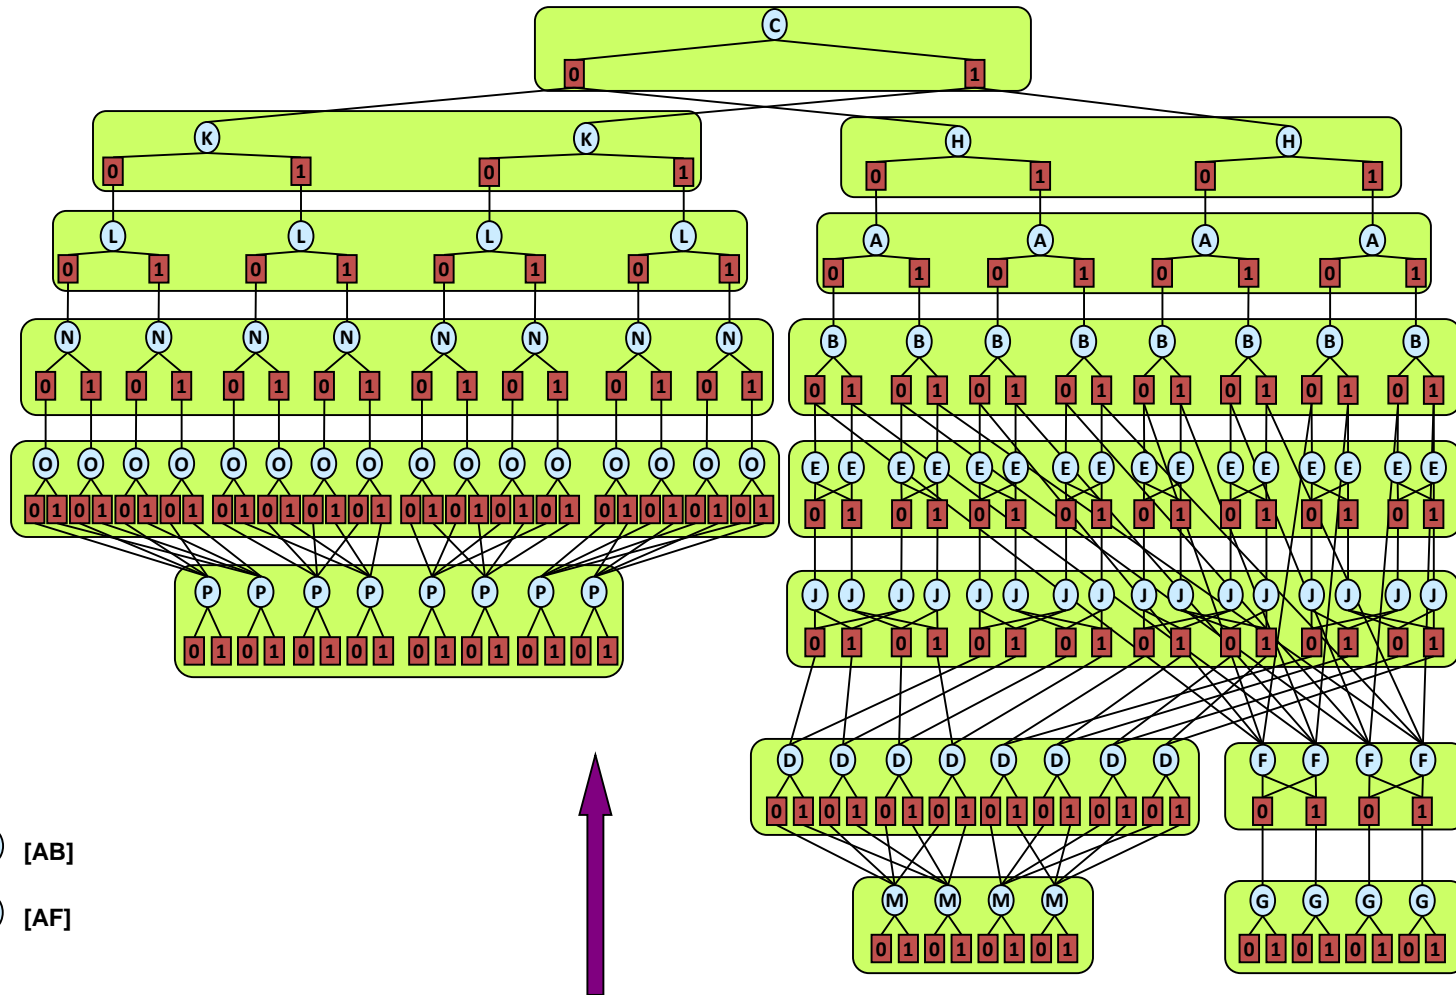 C
0 1
K K H H
0 1 0 1 0 1 0 1
L L L L A A A A
0 1 0 1 0 1 0 1 0 1 0 1 0 1 0 1
N N N N N N N N B B B B B B B B
0 1 0 1 0 1 0 1 0 1 0 1 0 1 0 1 0 1 0 1 0 1 0 1 0 1 0 1 0 1 0 1
O O O O O O O O O O O O O O O O E E E E E E E E E E E E E E E E
0 1 0 1 0 1 0 1 0 1 0 1 0 1 0 1 0 1 0 1 0 1 0 1 0 1 0 1 0 1 0 1 0 1 0 1 0 1 0 1 0 1 0 1 0 1 0 1
P P P P P P P P J J J J J J J J J J J J J J J J
0 1 0 1 0 1 0 1 0 1 0 1 0 1 0 1 0 1 0 1 0 1 0 1 0 1 0 1 0 1 0 1
D D D D D D D D F F F F
0 1 0 1 0 1 0 1 0 1 0 1 0 1 0 1 0 1 0 1
[AB]
M M M M G G G G
[AF]
0 1 0 1 0 1 0 1 0 1 0 1 0 1 0 1